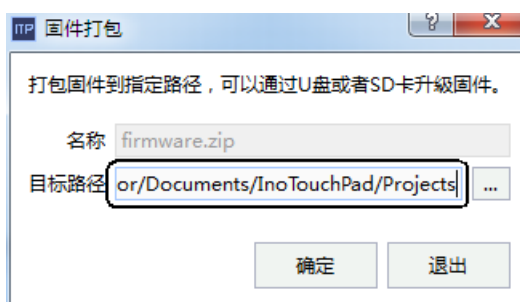 ITP 固件打包
打包固件到指定路径，可以通过U盘或者SD卡升级固件。
名称 firmware.zip
目标路径 or/Documents/InoTouchPad/Projects ...
确定 退出